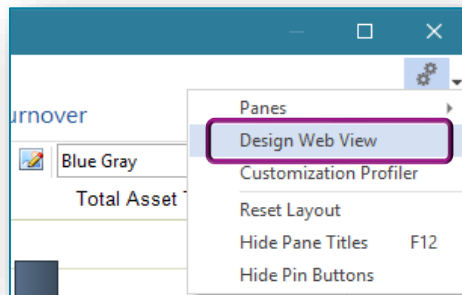 urnover
Panes
Design Web View
Blue Gray
Customization Profiler
Total Asset
Reset Layout
Hide Pane Titles F12
Hide Pin Buttons